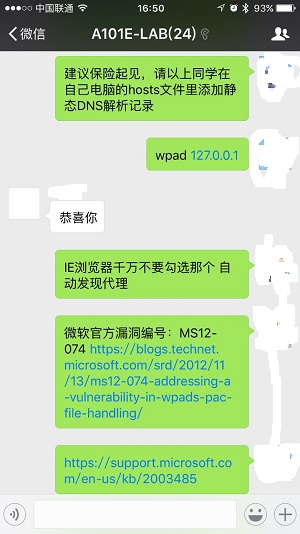 中国联通 16:50 93%
微信 A101E-LAB(24)
建议保险起见，请以上同学在
自己电脑的hosts文件里添加静
态DNS解析记录
wpad 127.0.0.1
恭喜你
IE浏览器千万不要勾选那个 自
动发现代理
微软官方漏洞编号：MS12-
074 https://blogs.technet.
microsoft.com/srd/2012/11
/13/ms12-074-addressing-a
-vulnerability-in-wpads-pac-
file-handling/
https://support.microsoft.co
m/en-us/kb/2003485